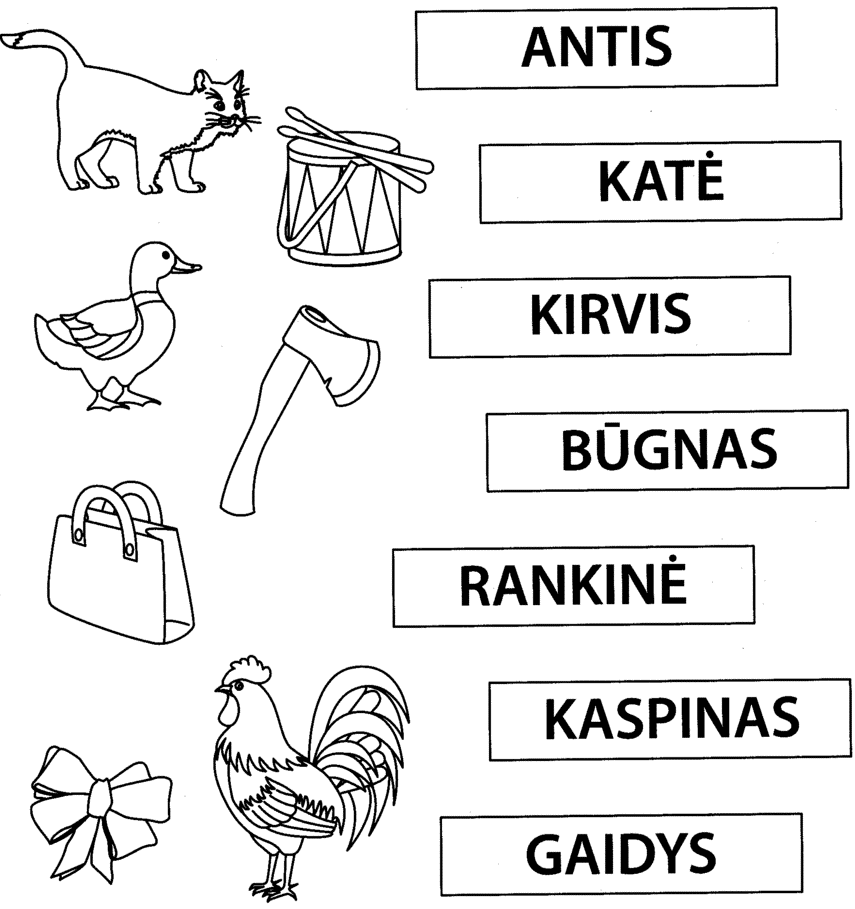 ANTIS
KATĖ
KIRVIS
BŪGNAS
RANKINĖ
KASPINAS
GAIDYS